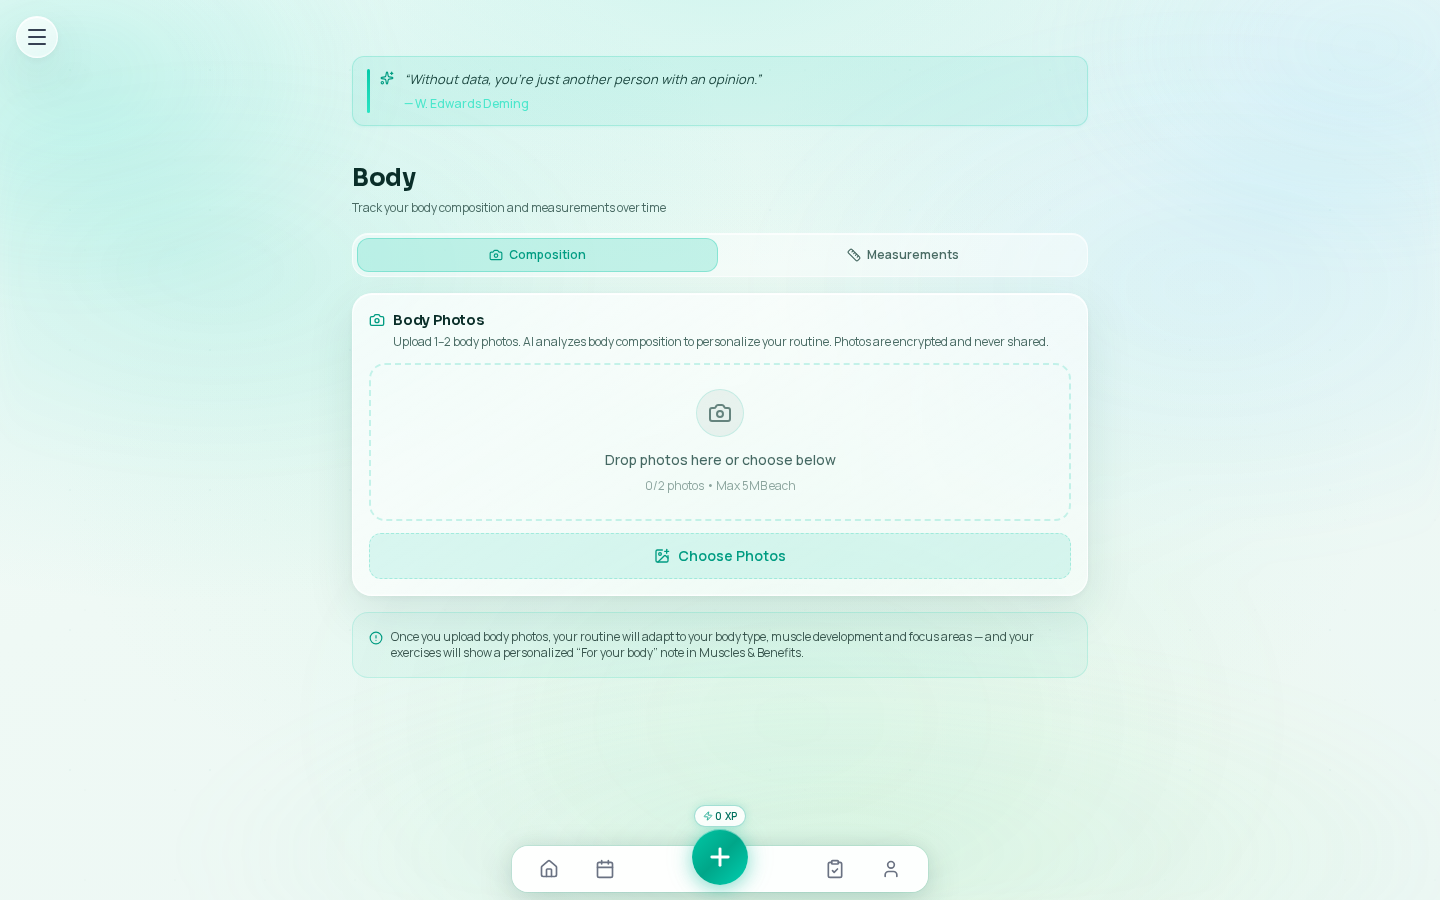 “Without data, you're just another person with an opinion.”
— W. Edwards Deming
Body
Track your body composition and measurements over time
Composition
Measurements
Body Photos
Upload 1–2 body photos. AI analyzes body composition to personalize your routine. Photos are encrypted and never shared.
Drop photos here or choose below
0/2 photos • Max 5MB each
Choose Photos
Once you upload body photos, your routine will adapt to your body type, muscle development and focus areas — and your
exercises will show a personalized “For your body” note in Muscles & Benefits.
0 XP